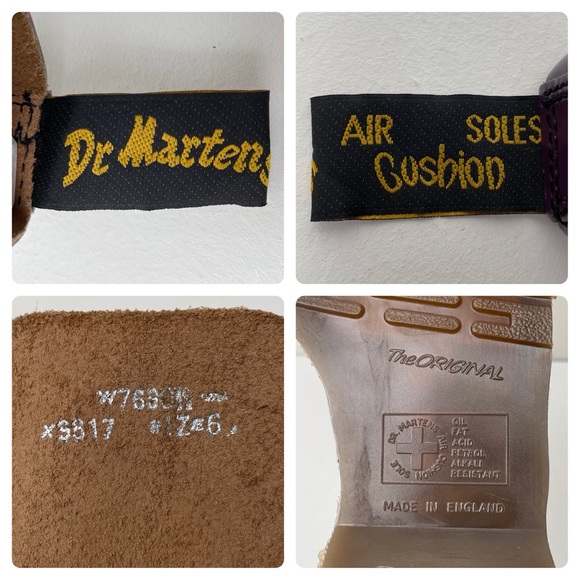 Dr. Martens
AIR SOLES
Cushion
The ORIGINAL
DR. MARTENS AIR CUSHION SOLE
OIL
FAT
ACID
PETROL
ALKALI
RESISTANT
MADE IN ENGLAND